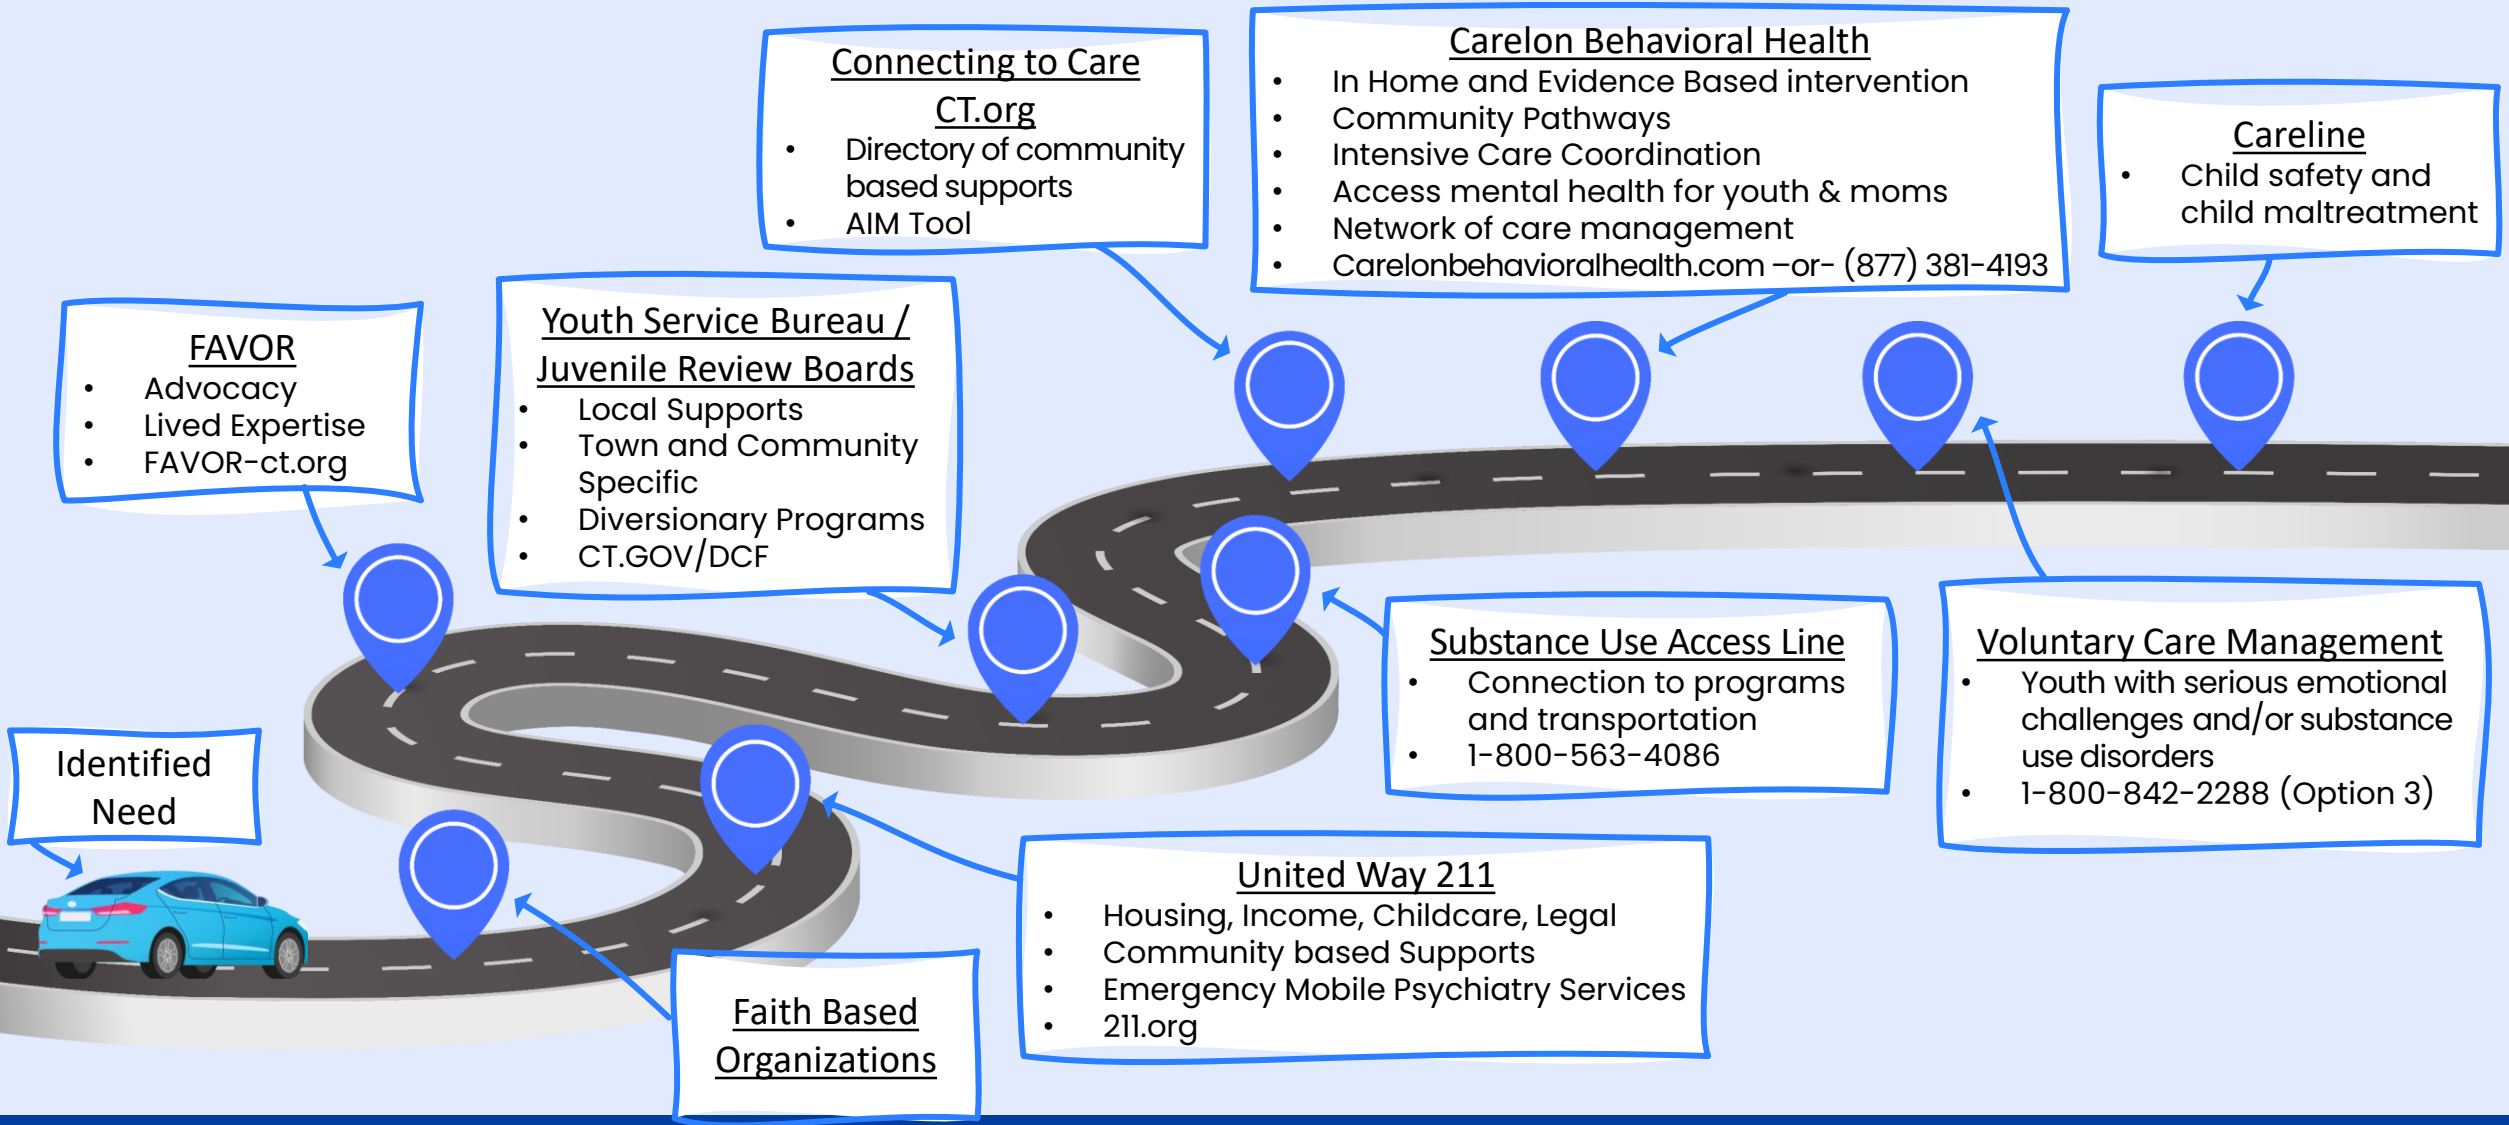 Connecting to Care
CT.org
• Directory of community
based supports
• AIM Tool
Carelon Behavioral Health
• In Home and Evidence Based intervention
• Community Pathways
• Intensive Care Coordination
• Access mental health for youth & moms
• Network of care management
• Carelonbehavioralhealth.com –or- (877) 381-4193
Careline
• Child safety and
child maltreatment
FAVOR
• Advocacy
• Lived Expertise
• FAVOR-ct.org
Youth Service Bureau /
Juvenile Review Boards
• Local Supports
• Town and Community
Specific
• Diversionary Programs
• CT.GOV/DCF
Substance Use Access Line
• Connection to programs
and transportation
• 1-800-563-4086
Voluntary Care Management
• Youth with serious emotional
challenges and/or substance
use disorders
• 1-800-842-2288 (Option 3)
Identified
Need
United Way 211
• Housing, Income, Childcare, Legal
• Community based Supports
• Emergency Mobile Psychiatry Services
• 211.org
Faith Based
Organizations